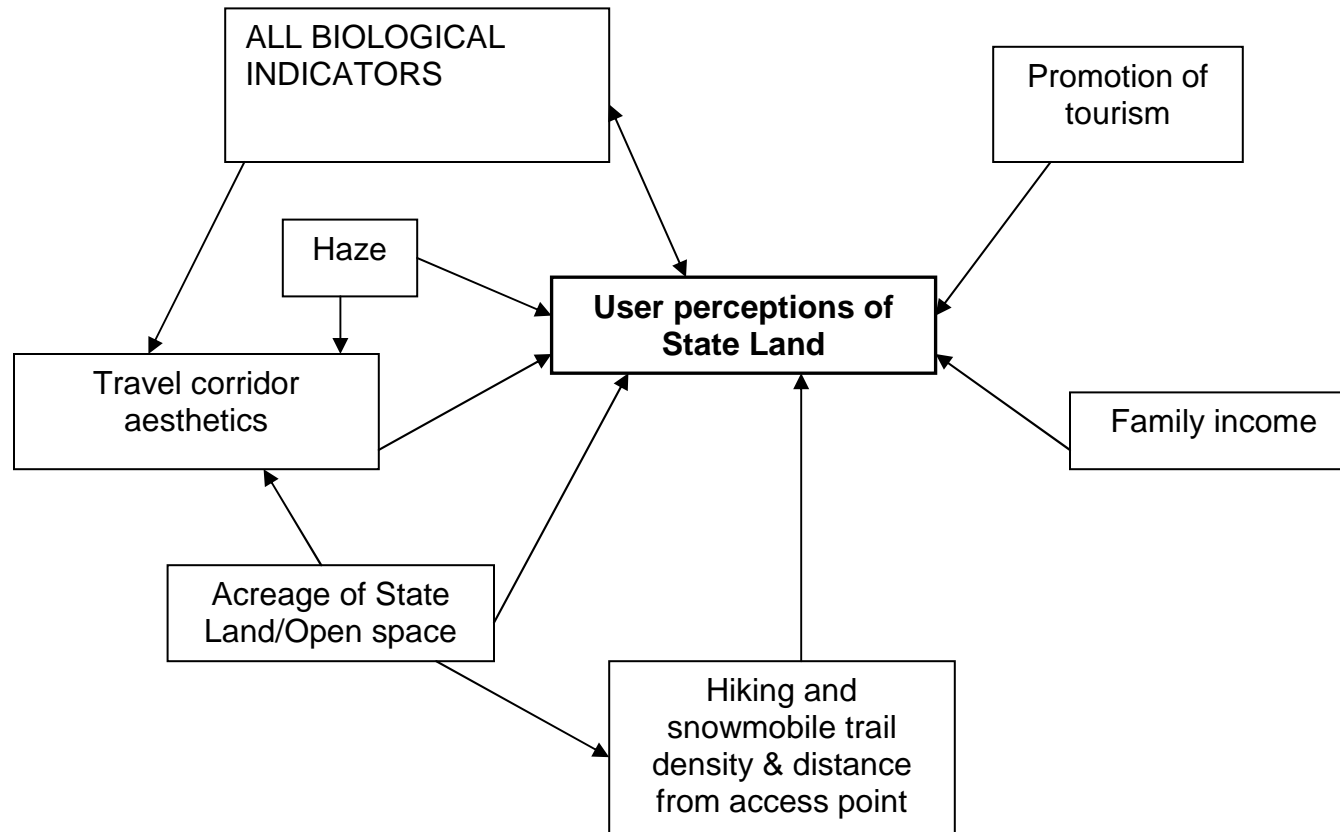 ALL BIOLOGICAL
INDICATORS
Promotion of
tourism
Haze
User perceptions of
State Land
Travel corridor
aesthetics
Family income
Acreage of State
Land/Open space
Hiking and
snowmobile trail
density & distance
from access point